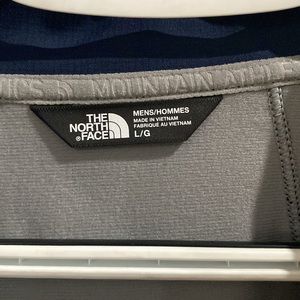 MOUNTAIN
THE
NORTH
FACE
MENS/HOMMES
MADE IN VIETNAM
FABRIQUÉ AU VIETNAM
L/G